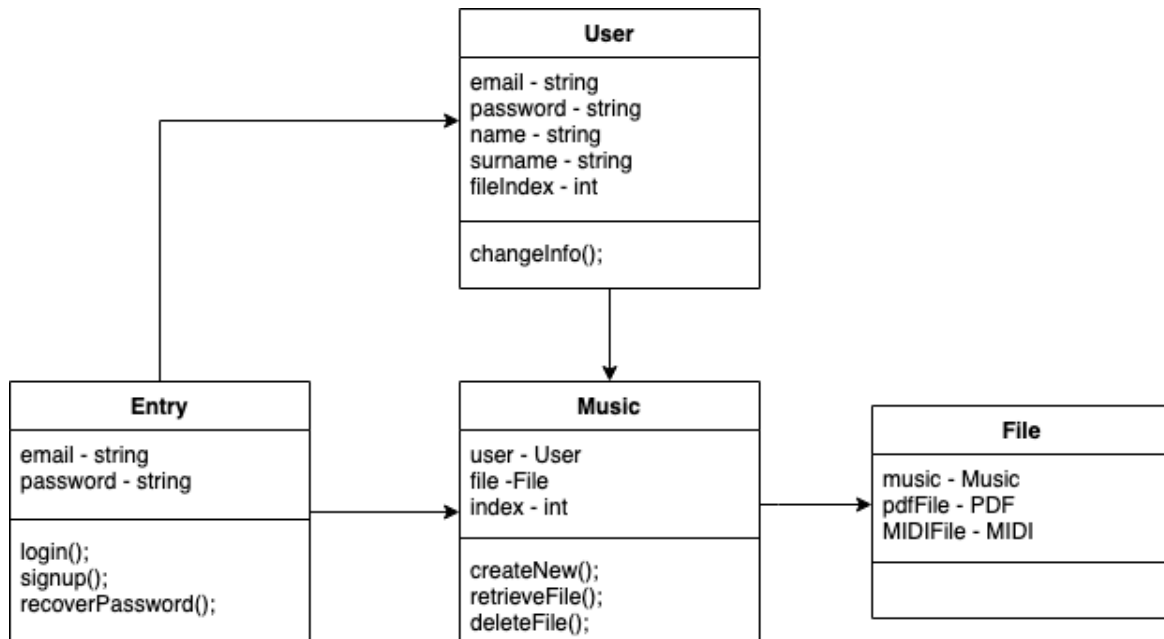 User
email - string
password - string
name - string
surname - string
fileIndex - int
changeInfo();
Entry
email - string
password - string
login();
signup();
recoverPassword();
Music
user - User
file -File
index - int
createNew();
retrieveFile();
deleteFile();
File
music - Music
pdfFile - PDF
MIDIFile - MIDI